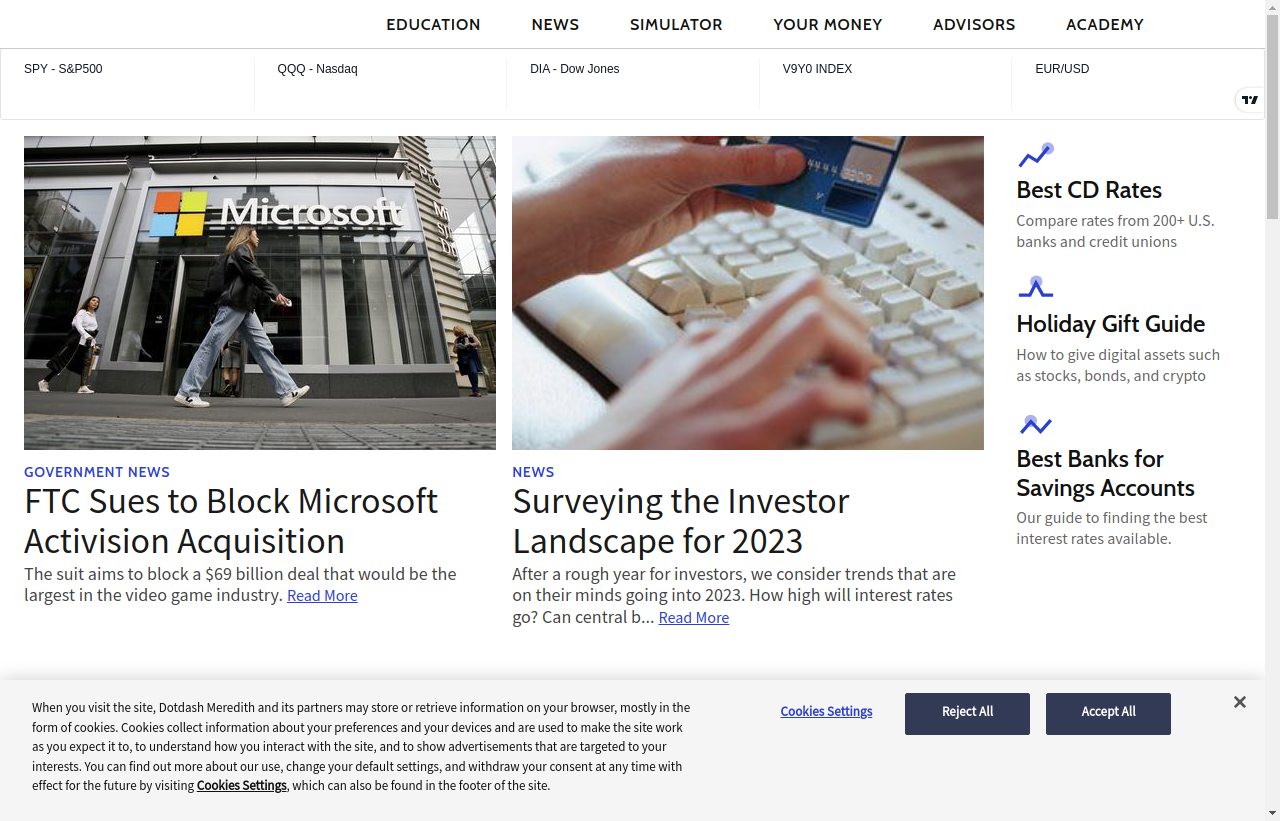 EDUCATION NEWS SIMULATOR YOUR MONEY ADVISORS ACADEMY
SPY - S&P500
QQQ - Nasdaq
DIA - Dow Jones
V9Y0 INDEX
EUR/USD
Microsoft
GOVERNMENT NEWS
FTC Sues to Block Microsoft
Activision Acquisition
The suit aims to block a $69 billion deal that would be the
largest in the video game industry. Read More
NEWS
Surveying the Investor
Landscape for 2023
After a rough year for investors, we consider trends that are
on their minds going into 2023. How high will interest rates
go? Can central b... Read More
Best CD Rates
Compare rates from 200+ U.S.
banks and credit unions
Holiday Gift Guide
How to give digital assets such
as stocks, bonds, and crypto
Best Banks for
Savings Accounts
Our guide to finding the best
interest rates available.
When you visit the site, Dotdash Meredith and its partners may store or retrieve information on your browser, mostly in the
form of cookies. Cookies collect information about your preferences and your devices and are used to make the site work
as you expect it to, to understand how you interact with the site, and to show advertisements that are targeted to your
interests. You can find out more about our use, change your default settings, and withdraw your consent at any time with
effect for the future by visiting Cookies Settings, which can also be found in the footer of the site.
Cookies Settings
Reject All
Accept All